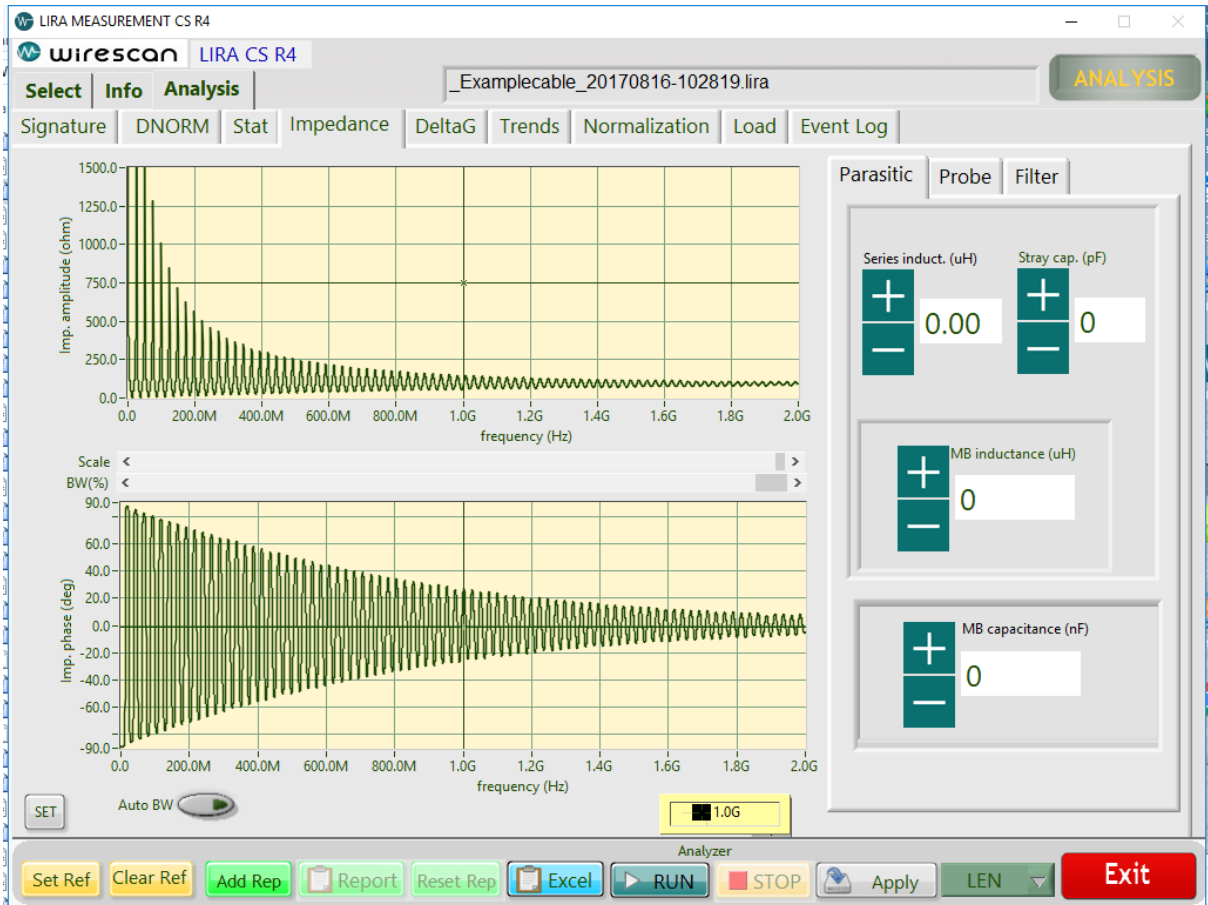 LIRA MEASUREMENT CS R4
wirescan LIRA CS R4
Select Info Analysis
_Examplecable_20170816-102819.lira
ANALYSIS
Signature DNORM Stat Impedance DeltaG Trends Normalization Load Event Log
Imp. amplitude (ohm)
1500.0
1250.0
1000.0
750.0
500.0
250.0
0.0
0.0 200.0M 400.0M 600.0M 800.0M 1.0G 1.2G 1.4G 1.6G 1.8G 2.0G
frequency (Hz)
Scale
BW(%)
Imp. phase (deg)
90.0
60.0
40.0
20.0
0.0
-20.0
-40.0
-60.0
-90.0
0.0 200.0M 400.0M 600.0M 800.0M 1.0G 1.2G 1.4G 1.6G 1.8G 2.0G
frequency (Hz)
SET Auto BW
1.0G
Parasitic Probe Filter
Series induct. (uH) Stray cap. (pF)
0.00 0
MB inductance (uH)
0
MB capacitance (nF)
0
Analyzer
Set Ref Clear Ref Add Rep Report Reset Rep Excel RUN STOP Apply LEN Exit